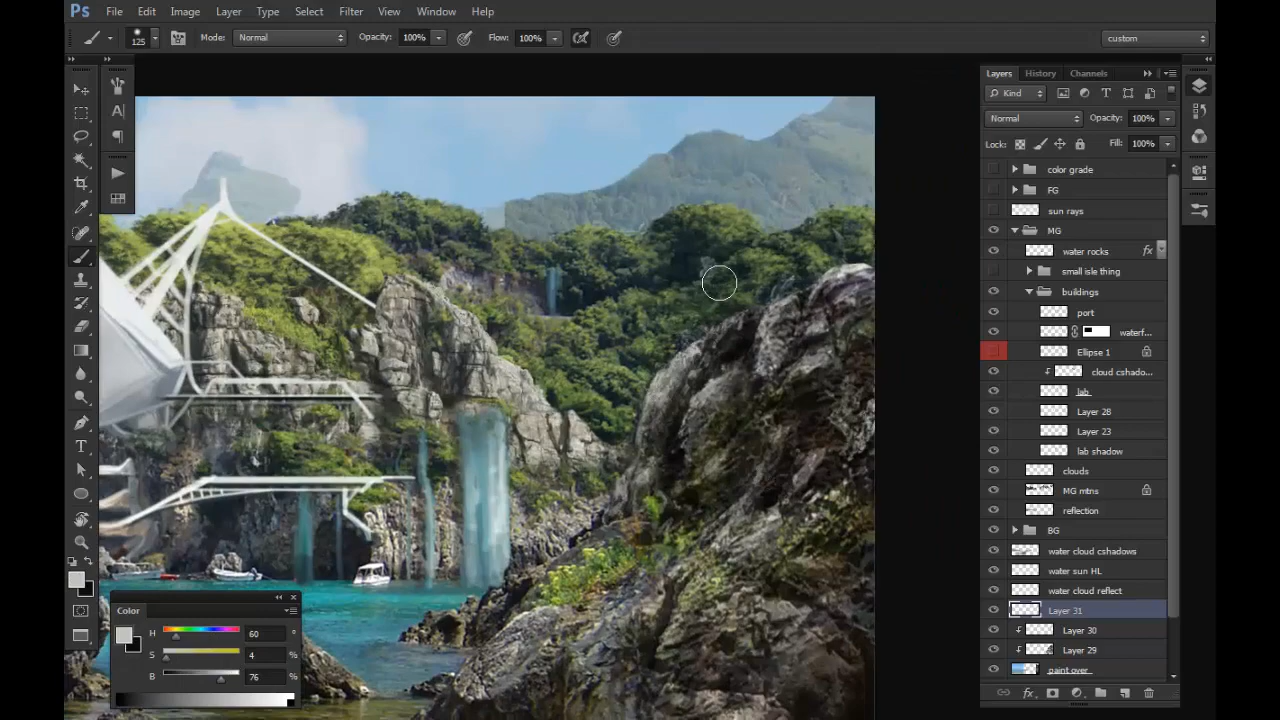 Ps File Edit Image Layer Type Select Filter View Window Help
125 Mode: Normal Opacity: 100% Flow: 100% custom
Layers History Channels
Kind
Normal Opacity: 100%
Lock: Fill: 100%
color grade
FG
sun rays
MG
water rocks fx
small isle thing
buildings
port
waterf...
Ellipse 1
cloud cshado...
lab
Layer 28
Layer 23
lab shadow
clouds
MG mtns
reflection
BG
water cloud cshadows
water sun HL
water cloud reflect
Layer 31
Layer 30
Layer 29
paint over
Color
H 60 °
S 4 %
B 76 %